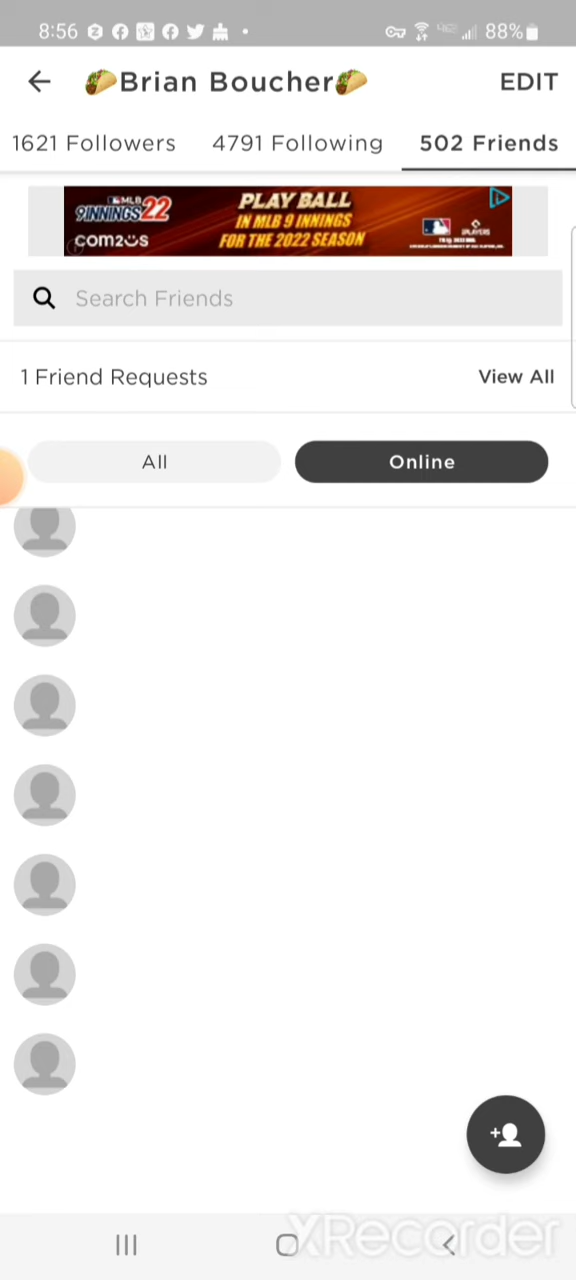 8:56 88%
🌮Brian Boucher🌮 EDIT
1621 Followers 4791 Following 502 Friends
MLB
9INNINGS22
com2us
PLAY BALL
IN MLB 9 INNINGS
FOR THE 2022 SEASON
Search Friends
1 Friend Requests View All
All Online
XRecorder